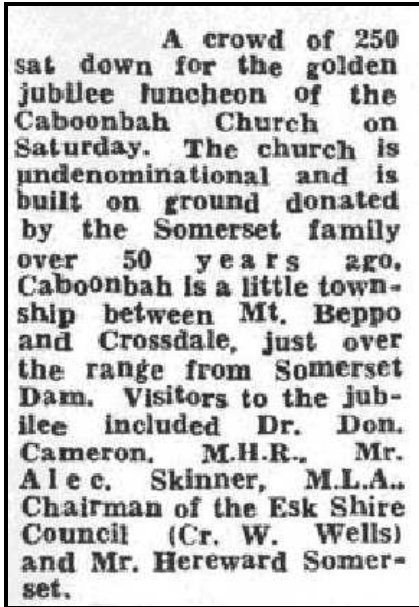 A crowd of 250
sat down for the golden
jubilee luncheon of the
Caboonbah Church on
Saturday. The church is
undenominational and is
built on ground donated
by the Somerset family
over 50 years ago.
Caboonbah is a little town-
ship between Mt. Beppo
and Crossdale, just over
the range from Somerset
Dam. Visitors to the jub-
ilee included Dr. Don.
Cameron, M.H.R., Mr.
Alec. Skinner, M.L.A.,
Chairman of the Esk Shire
Council (Cr. W. Wells)
and Mr. Hereward Somer-
set.